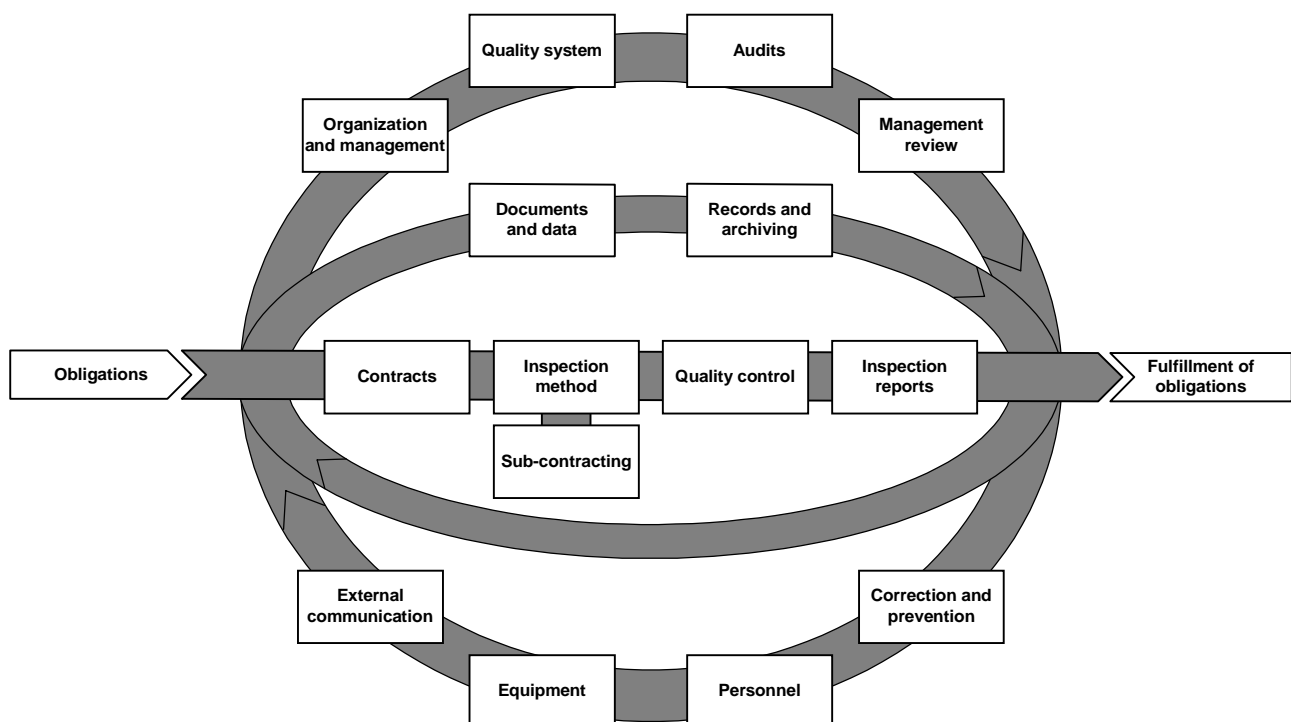 Quality system
Audits
Organization
and management
Management
review
Documents
and data
Records and
archiving
Obligations
Contracts
Inspection
method
Quality control
Inspection
reports
Fulfillment of
obligations
Sub-contracting
External
communication
Correction and
prevention
Equipment
Personnel